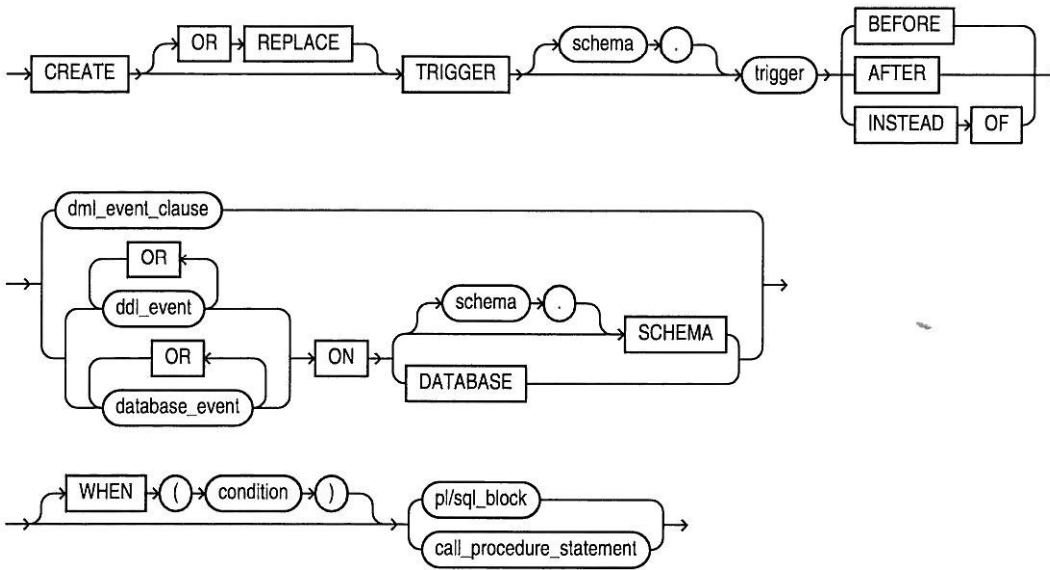 OR REPLACE schema . BEFORE
CREATE TRIGGER trigger AFTER
INSTEAD OF
dml_event_clause
OR
ddl_event schema .
OR ON SCHEMA
database_event DATABASE
WHEN ( condition ) pl/sql_block
call_procedure_statement